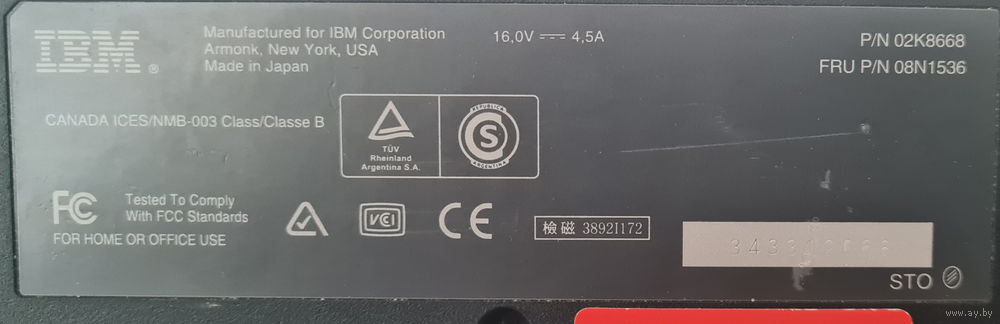 IBM®
Manufactured for IBM Corporation
Armonk, New York, USA
Made in Japan
16,0V 4,5A
P/N 02K8668
FRU P/N 08N1536
CANADA ICES/NMB-003 Class/Classe B
TÜV
Rheinland
Argentina S.A.
REPUBLICA
S
ARGENTINA
FC
Tested To Comply
With FCC Standards
FOR HOME OR OFFICE USE
VCI
CE
檢磁 3892I172
STO
www.ay.by